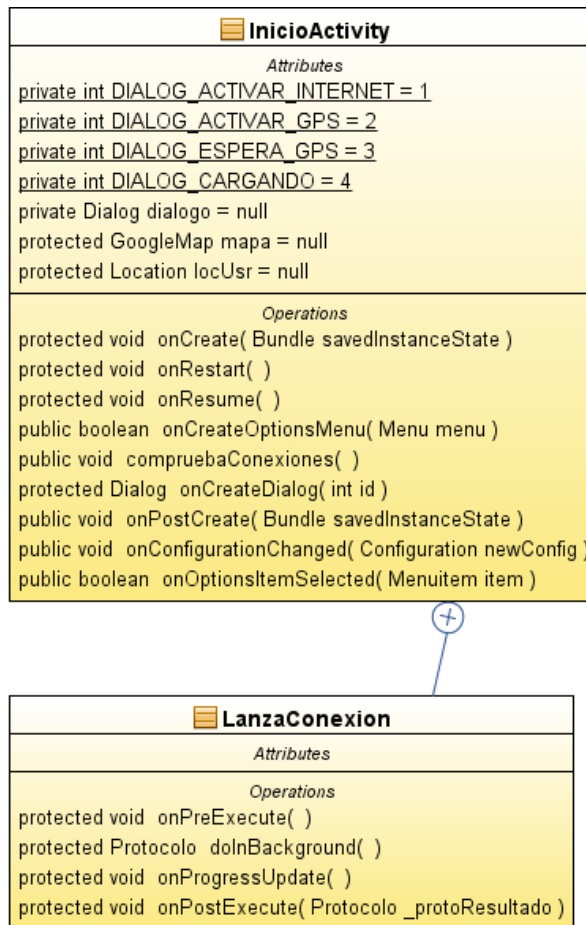 InicioActivity
Attributes
private int DIALOG_ACTIVAR_INTERNET = 1
private int DIALOG_ACTIVAR_GPS = 2
private int DIALOG_ESPERA_GPS = 3
private int DIALOG_CARGANDO = 4
private Dialog dialogo = null
protected GoogleMap mapa = null
protected Location locUsr = null
Operations
protected void onCreate( Bundle savedInstanceState )
protected void onRestart( )
protected void onResume( )
public boolean onCreateOptionsMenu( Menu menu )
public void compruebaConexiones( )
protected Dialog onCreateDialog( int id )
public void onPostCreate( Bundle savedInstanceState )
public void onConfigurationChanged( Configuration newConfig )
public boolean onOptionsItemSelected( Menuitem item )
LanzaConexion
Attributes
Operations
protected void onPreExecute( )
protected Protocolo doInBackground( )
protected void onProgressUpdate( )
protected void onPostExecute( Protocolo _protoResultado )